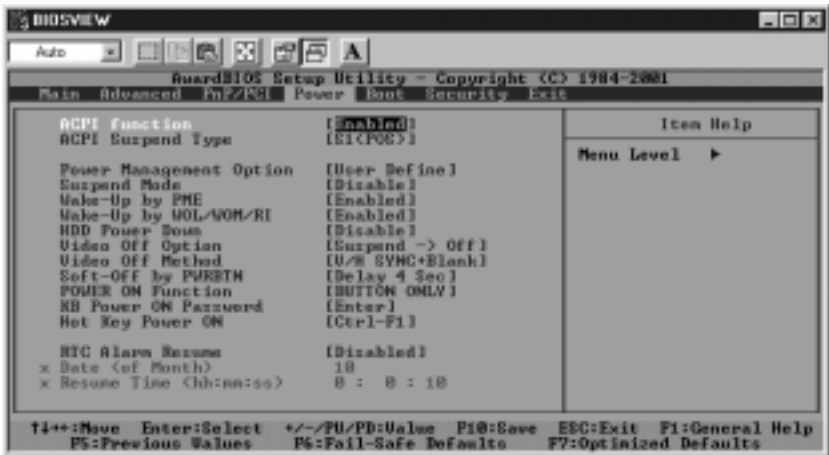 BIOSVIEW
Auto A
AwardBIOS Setup Utility - Copyright (C) 1984-2001
Main Advanced PnP/PCI Power Boot Security Exit
ACPI function [Enabled] Item Help
ACPI Suspend Type [S1(POS)]
Menu Level ►
Power Management Option [User Define]
Suspend Mode [Disable]
Wake-Up by PME [Enabled]
Wake-Up by WOL/WOM/RI [Enabled]
HDD Power Down [Disable]
Video Off Option [Suspend -> Off]
Video Off Method [V/H SYNC+Blank]
Soft-Off by PWRBTN [Delay 4 Sec]
POWER ON Function [BUTTON ONLY]
KB Power ON Password [Enter]
Hot Key Power ON [Ctrl-F1]
RTC Alarm Resume [Disabled]
x Date (of Month) 10
x Resume Time (hh:mm:ss) 0 : 0 : 10
↑↓→←:Move Enter:Select +/-/PU/PD:Value F10:Save ESC:Exit F1:General Help
F5:Previous Values F6:Fail-Safe Defaults F7:Optimized Defaults